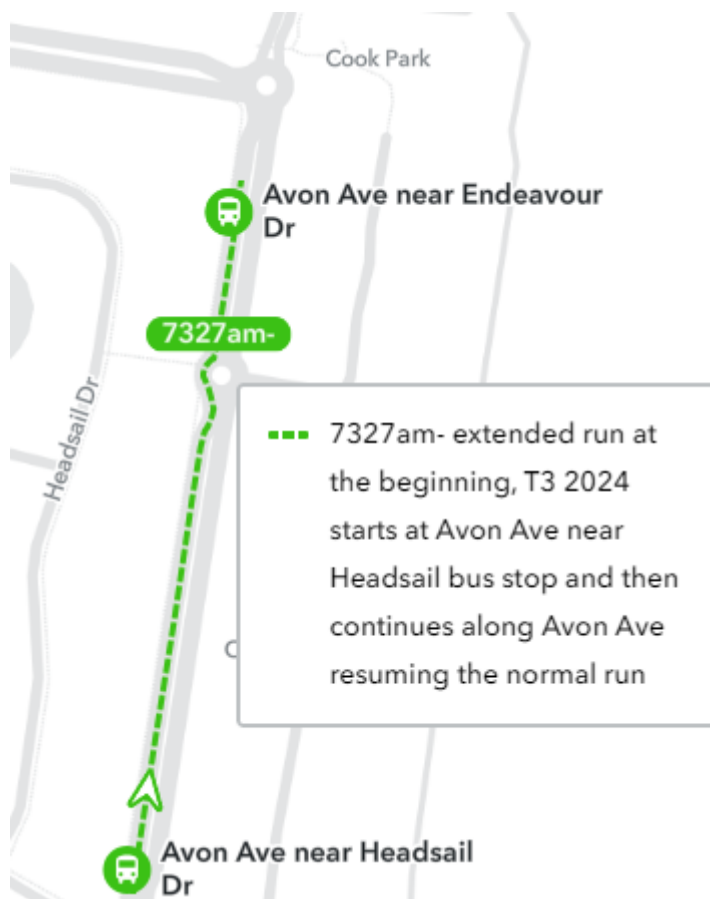 Cook Park
Avon Ave near Endeavour
Dr
7327am-
Headsail Dr
7327am- extended run at
the beginning, T3 2024
starts at Avon Ave near
Headsail bus stop and then
continues along Avon Ave
resuming the normal run
Avon Ave near Headsail
Dr